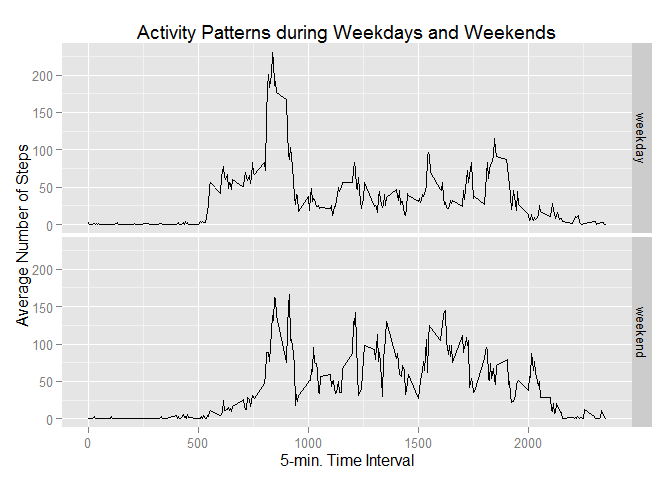 Activity Patterns during Weekdays and Weekends
Average Number of Steps
200
150
100
50
0
weekday
200
150
100
50
0
weekend
0 500 1000 1500 2000
5-min. Time Interval